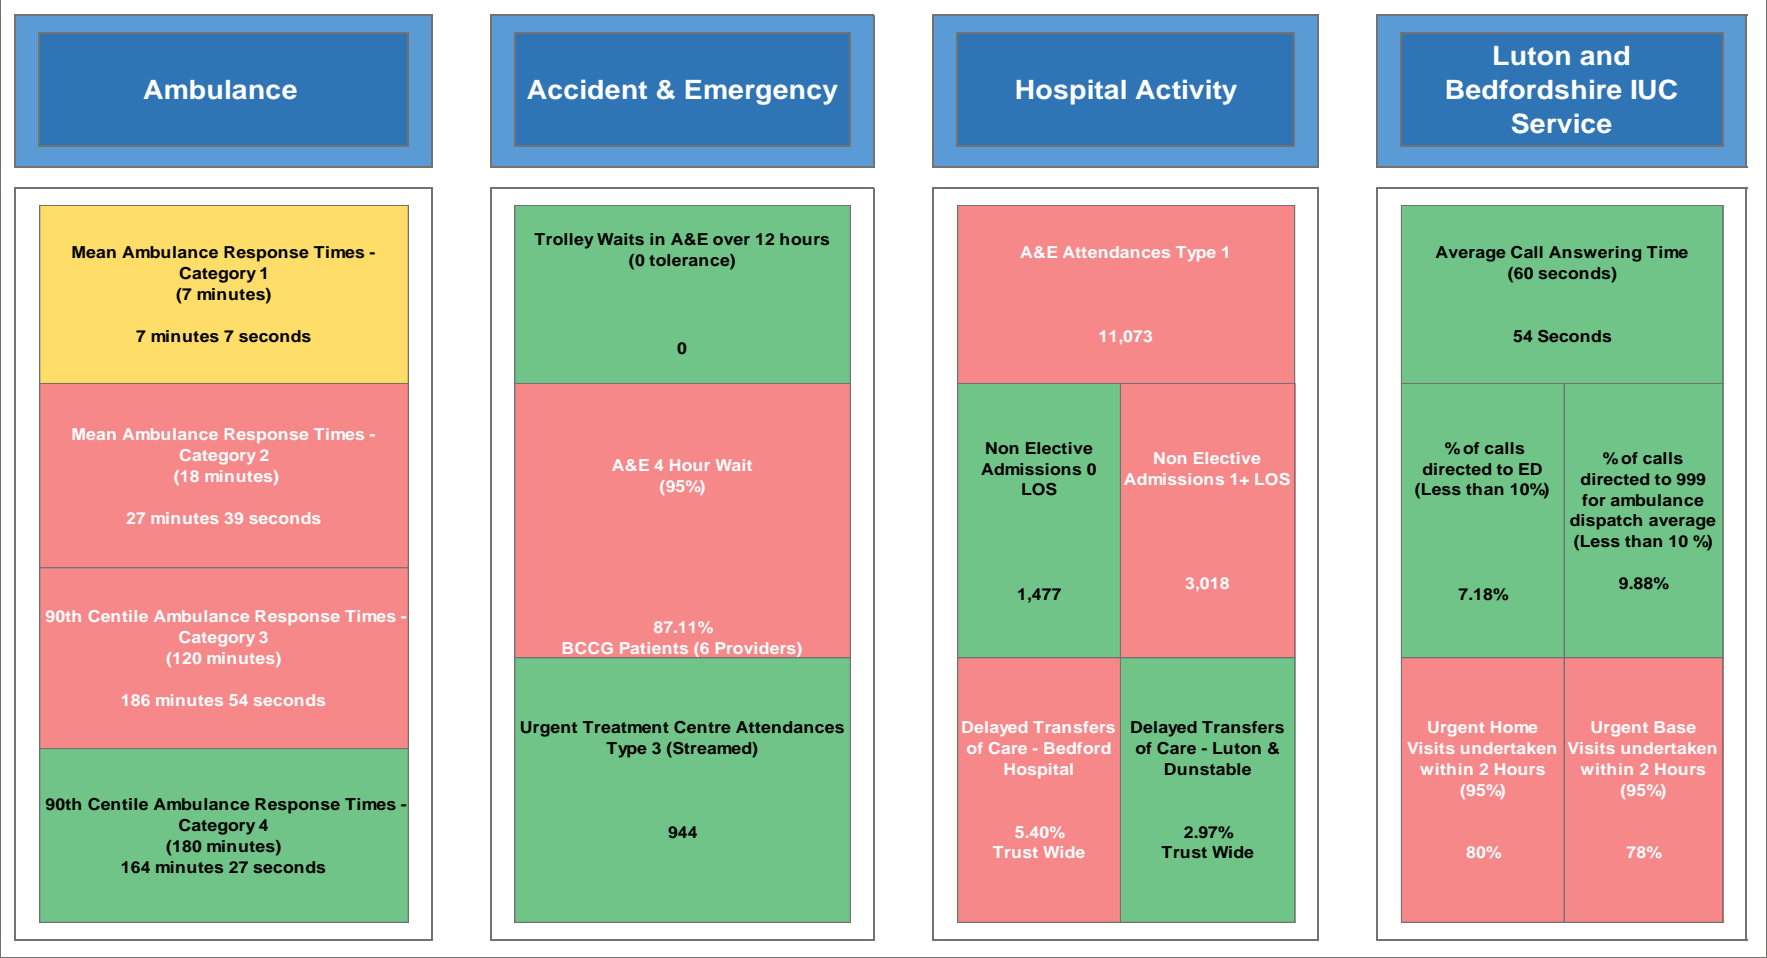 Ambulance
Mean Ambulance Response Times -
Category 1
(7 minutes)
7 minutes 7 seconds
Mean Ambulance Response Times -
Category 2
(18 minutes)
27 minutes 39 seconds
90th Centile Ambulance Response Times -
Category 3
(120 minutes)
186 minutes 54 seconds
90th Centile Ambulance Response Times -
Category 4
(180 minutes)
164 minutes 27 seconds
Accident & Emergency
Trolley Waits in A&E over 12 hours
(0 tolerance)
0
A&E 4 Hour Wait
(95%)
87.11%
BCCG Patients (6 Providers)
Urgent Treatment Centre Attendances
Type 3 (Streamed)
944
Hospital Activity
A&E Attendances Type 1
11,073
Non Elective
Admissions 0
LOS
1,477
Non Elective
Admissions 1+ LOS
3,018
Delayed Transfers
of Care - Bedford
Hospital
5.40%
Trust Wide
Delayed Transfers
of Care - Luton &
Dunstable
2.97%
Trust Wide
Luton and
Bedfordshire IUC
Service
Average Call Answering Time
(60 seconds)
54 Seconds
% of calls
directed to ED
(Less than 10%)
7.18%
% of calls
directed to 999
for ambulance
dispatch average
(Less than 10 %)
9.88%
Urgent Home
Visits undertaken
within 2 Hours
(95%)
80%
Urgent Base
Visits undertaken
within 2 Hours
(95%)
78%